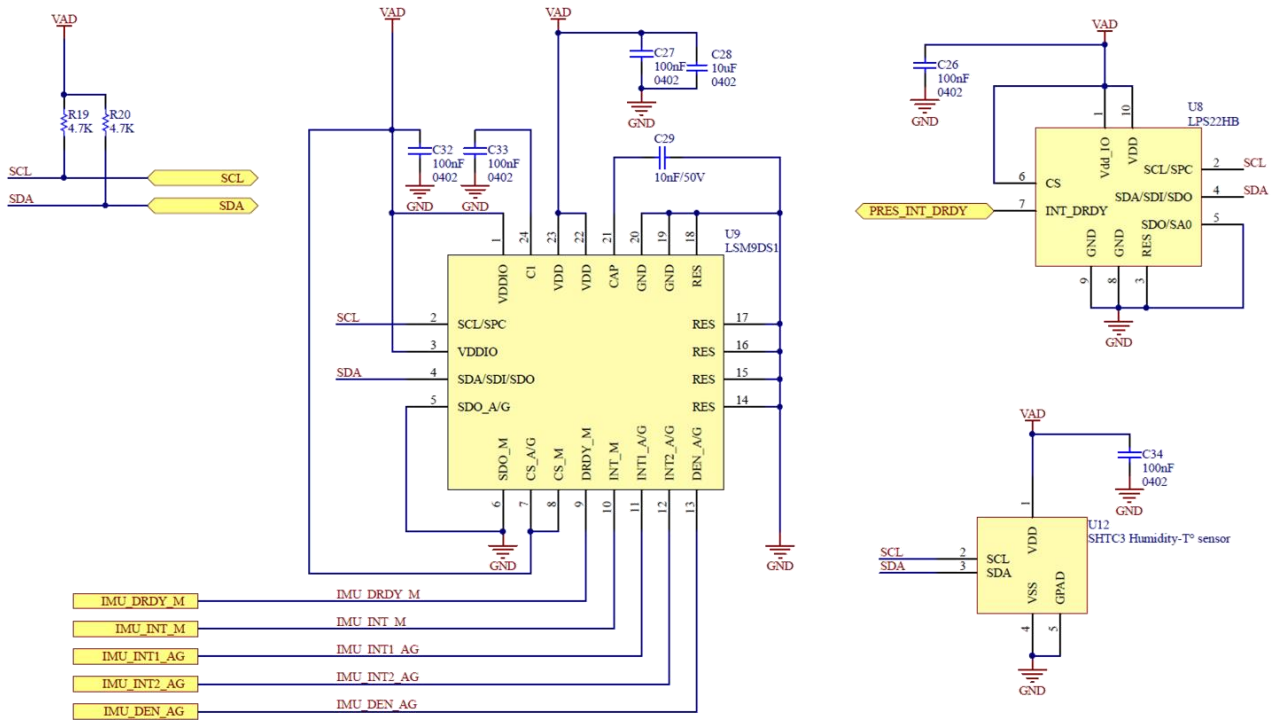 VAD
R19
4.7K
R20
4.7K
SCL
SCL
SDA
SDA
VAD
VAD
C27
100nF
0402
C28
10uF
0402
GND
C32
100nF
0402
GND
C33
100nF
0402
GND
C29
10nF/50V
U9
LSM9DS1
1
24
23
22
21
20
19
18
VDDIO
C1
VDD
VDD
CAP
GND
GND
RES
SCL
2
SCL/SPC
3
VDDIO
SDA
4
SDA/SDI/SDO
5
SDO_A/G
RES
17
RES
16
RES
15
RES
14
SDO_M
CS_A/G
CS_M
DRDY_M
INT_M
INT1_A/G
INT2_A/G
DEN_A/G
6
7
8
9
10
11
12
13
GND
GND
IMU_DRDY_M
IMU_DRDY_M
IMU_INT_M
IMU_INT_M
IMU_INT1_AG
IMU_INT1_AG
IMU_INT2_AG
IMU_INT2_AG
IMU_DEN_AG
IMU_DEN_AG
VAD
C26
100nF
0402
GND
U8
LPS22HB
1
10
Vdd_IO
VDD
6
CS
PRES_INT_DRDY
7
INT_DRDY
SCL/SPC
2
SCL
SDA/SDI/SDO
4
SDA
SDO/SA0
5
GND
GND
RES
9
8
3
GND
VAD
C34
100nF
0402
GND
1
U12
SHTC3 Humidity-T° sensor
VDD
SCL
2
SCL
SDA
3
SDA
VSS
GPAD
4
5
GND